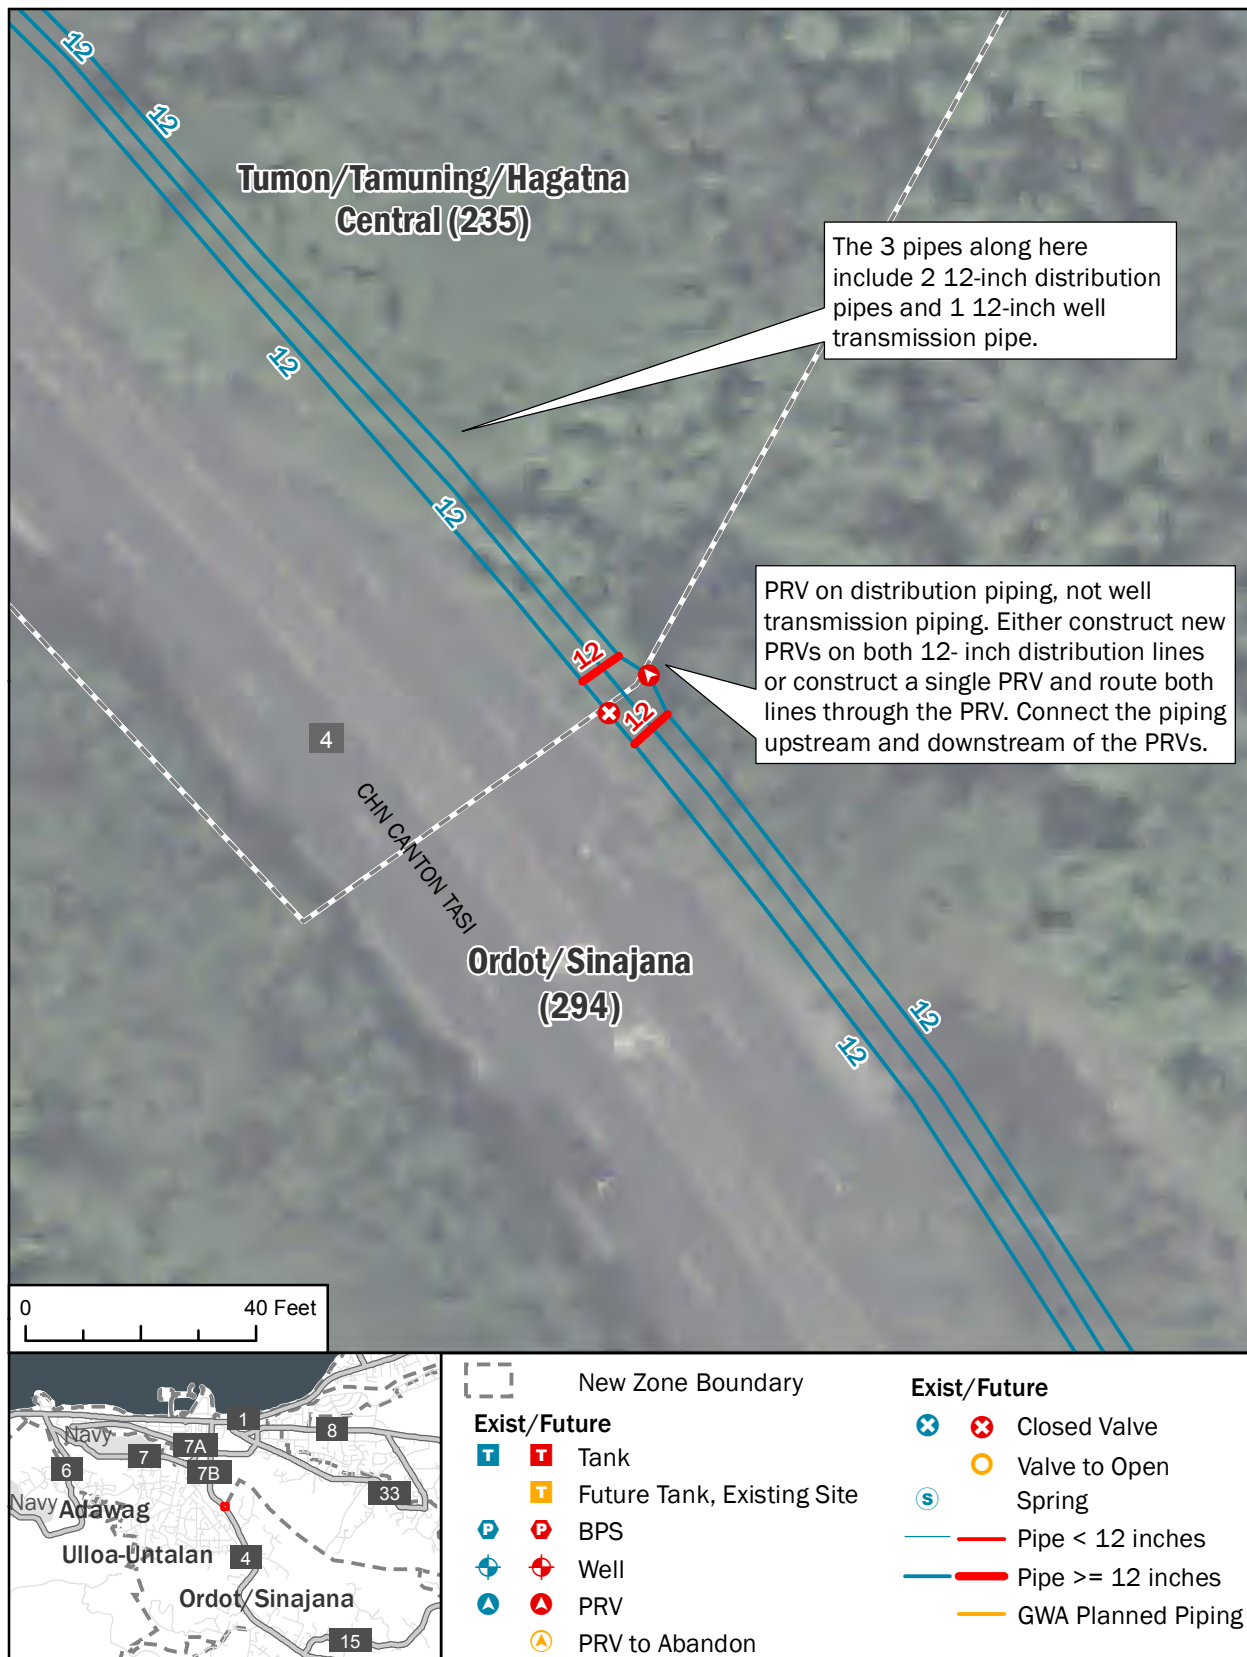 12
12
Tumon/Tamuning/Hagatna
Central (235)
The 3 pipes along here
include 2 12-inch distribution
pipes and 1 12-inch well
transmission pipe.
12
12
PRV on distribution piping, not well
transmission piping. Either construct new
PRVs on both 12- inch distribution lines
or construct a single PRV and route both
lines through the PRV. Connect the piping
upstream and downstream of the PRVs.
12
12
4
CHN CANTON TASI
Ordot/Sinajana
(294)
12
12
0 40 Feet
1
8
Navy
7A
7
7B
6
33
Navy
Adawag
Ulloa-Untalan
4
Ordot/Sinajana
15
New Zone Boundary
Exist/Future
T T Tank
T Future Tank, Existing Site
P P BPS
Well
PRV
PRV to Abandon
Exist/Future
Closed Valve
Valve to Open
S Spring
Pipe < 12 inches
Pipe >= 12 inches
GWA Planned Piping